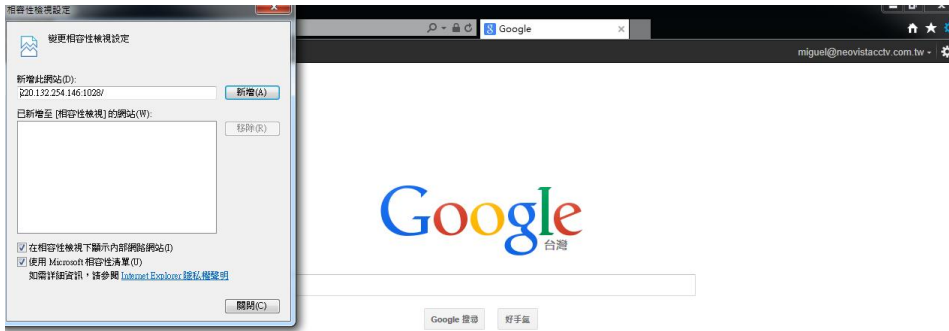 相容性檢視設定
變更相容性檢視設定
新增此網站(D):
220.132.254.146:1028/
新增(A)
已新增至 [相容性檢視] 的網站(W):
移除(R)
在相容性檢視下顯示內部網路網站(I)
使用 Microsoft 相容性清單(U)
如需詳細資訊，請參閱 Internet Explorer 隱私權聲明
關閉(C)
Google
miguel@neovistacctv.com.tw
Google
台灣
Google 搜尋
好手氣